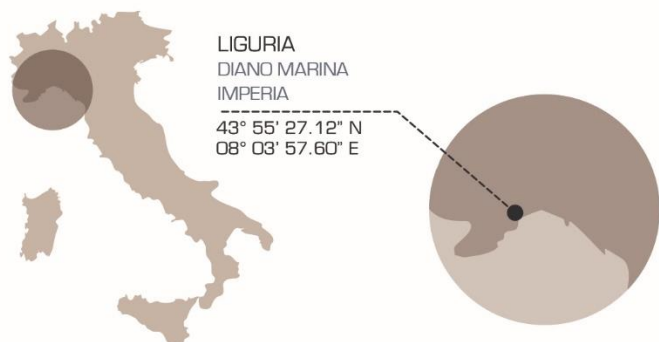 LIGURIA
DIANO MARINA
IMPERIA
43° 55' 27.12" N
08° 03' 57.60" E